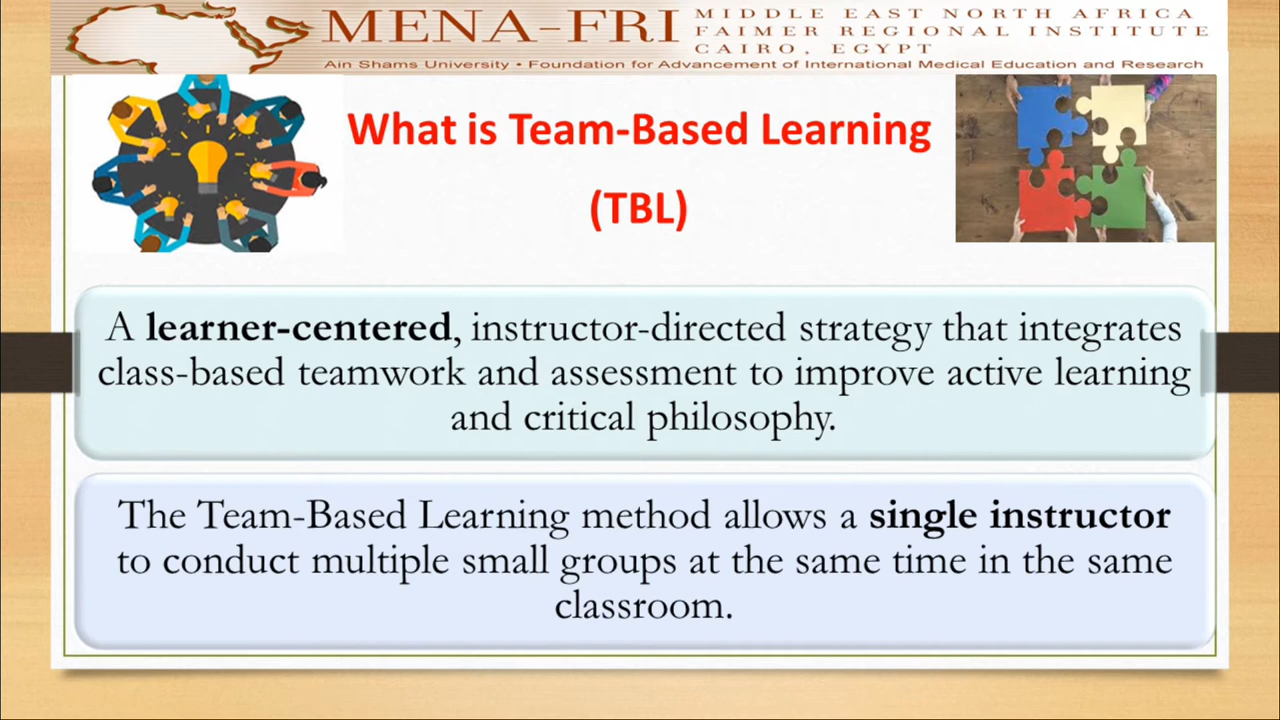 MENA-FRI
MIDDLE EAST NORTH AFRICA
FAIMER REGIONAL INSTITUTE
CAIRO, EGYPT
Ain Shams University • Foundation for Advancement of International Medical Education and Research
What is Team-Based Learning
(TBL)
A learner-centered, instructor-directed strategy that integrates
class-based teamwork and assessment to improve active learning
and critical philosophy.
The Team-Based Learning method allows a single instructor
to conduct multiple small groups at the same time in the same
classroom.